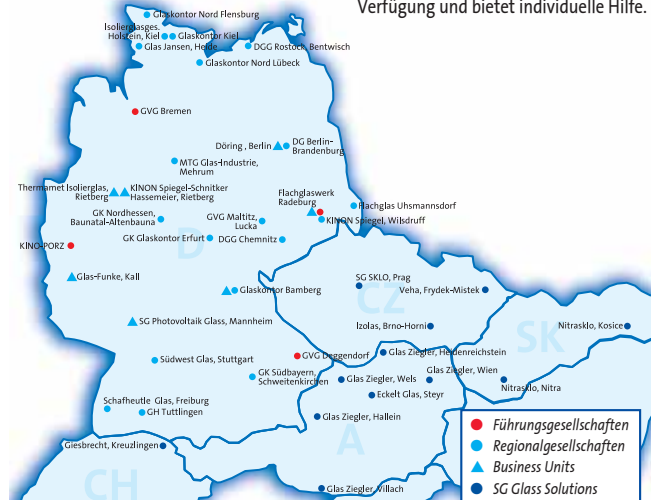 Verfügung und bietet individuelle Hilfe.
Glaskontor Nord Flensburg
Isolierglasges.
Holstein, Kiel
Glaskontor Kiel
Glas Jansen, Heide
DGG Rostock, Bentwisch
Glaskontor Nord Lübeck
GVG Bremen
Döring , Berlin
DG Berlin-
Brandenburg
MTG Glas-Industrie,
Mehrum
Thermamet Isolierglas,
Rietberg
KINON Spiegel-Schnitker
Hassemeier, Rietberg
Flachglaswerk
Radeburg
Flachglas Uhsmannsdorf
GK Nordhessen,
Baunatal-Altenbauna
GVG Maltitz,
Lucka
KINON Spiegel, Wilsdruff
KINO-PORZ
GK Glaskontor Erfurt
DGG Chemnitz
D
Glas-Funke, Kall
SG SKLO, Prag
Glaskontor Bamberg
CZ
Veha, Frydek-Mistek
SG Photovoltaik Glass, Mannheim
Izolas, Brno-Horni
SK
Nitrasklo, Kosice
Südwest Glas, Stuttgart
GVG Deggendorf
Glas Ziegler, Heidenreichstein
GK Südbayern,
Schweitenkirchen
Glas Ziegler, Wels
Glas Ziegler, Wien
Nitrasklo, Nitra
Eckelt Glas, Steyr
Schafheutle Glas, Freiburg
GH Tuttlingen
Glas Ziegler, Hallein
Giesbrecht, Kreuzlingen
A
CH
Glas Ziegler, Villach
Führungsgesellschaften
Regionalgesellschaften
Business Units
SG Glass Solutions